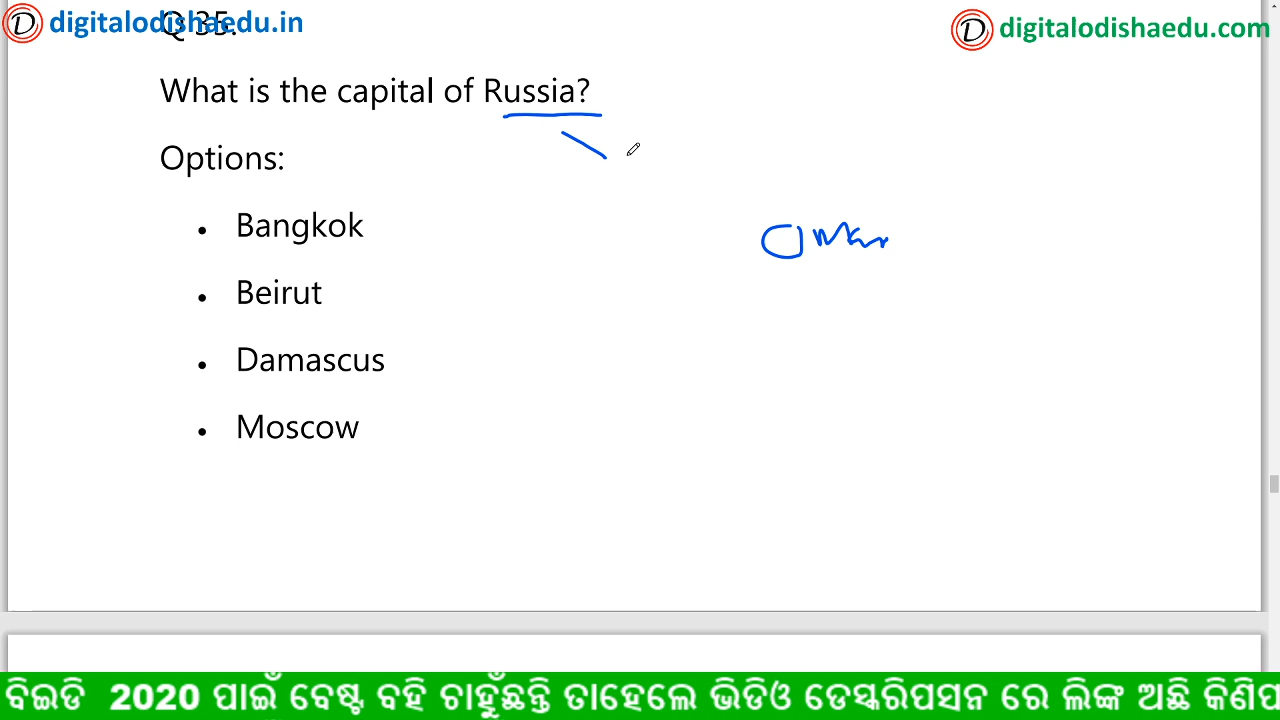 digitalodishaedu.in
digitalodishaedu.com
Q 35.
What is the capital of Russia?
Options:
• Bangkok
• Beirut
• Damascus
• Moscow
ବିଇଡି 2020 ପାଇଁ ବେଷ୍ଟ ବହି ଚାହୁଁଛନ୍ତି ତାହେଲେ ଭିଡିଓ ଡେସ୍କରିପସନ ରେ ଲିଙ୍କ ଅଛି